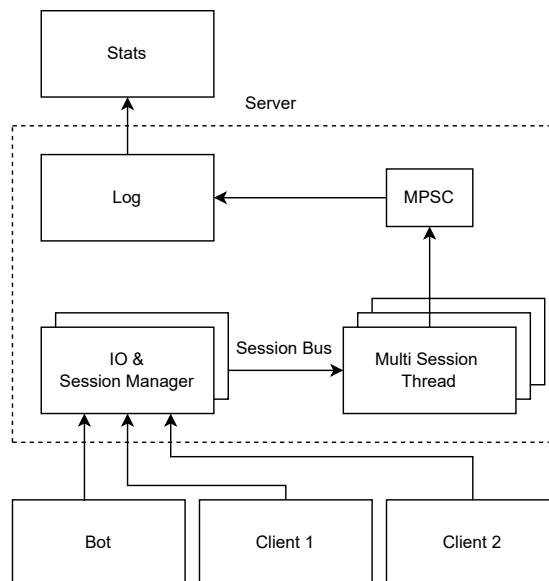 Stats
Server
Log
MPSC
IO &
Session Manager
Session Bus
Multi Session
Thread
Bot
Client 1
Client 2